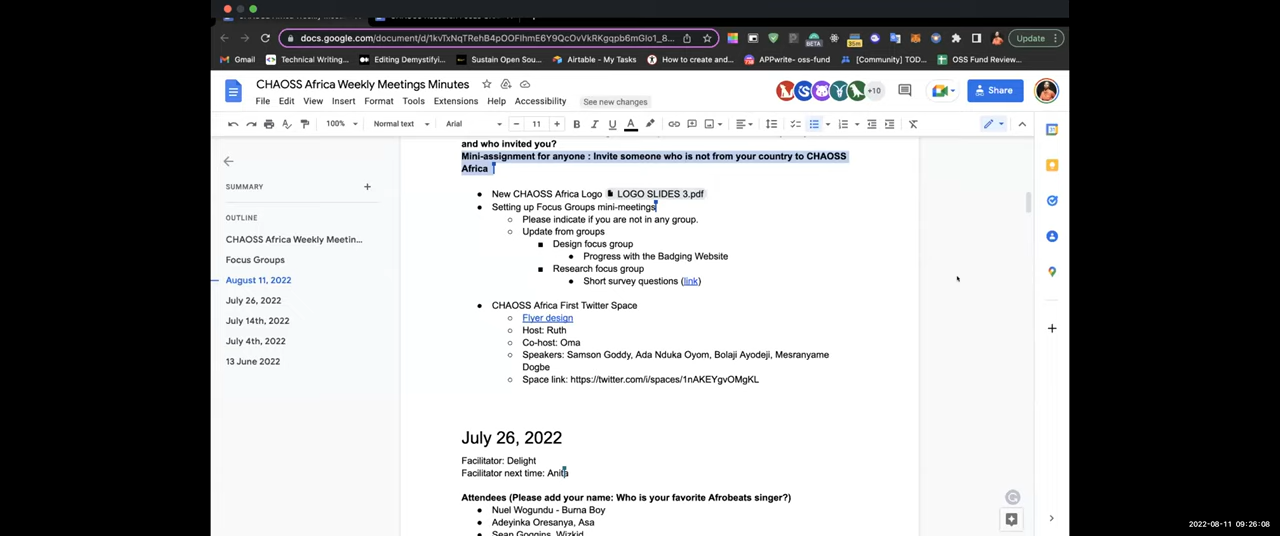 docs.google.com/document/d/1kvTxNqTRehB4pOOFlhmE6Y9QcOvVkRKgqpb6mGlo1_8...
Update
BETA
35m
Gmail
Technical Writing...
Editing Demystifyi...
Sustain Open Sou...
Airtable - My Tasks
How to create and...
APPwrite- oss-fund
[Community] TOD...
OSS Fund Review...
CHAOSS Africa Weekly Meetings Minutes
+10
Share
File Edit View Insert Format Tools Extensions Help Accessibility
See new changes
100% Normal text Arial 11
and who invited you?
Mini-assignment for anyone : Invite someone who is not from your country to CHAOSS
Africa
SUMMARY
OUTLINE
CHAOSS Africa Weekly Meetin...
Focus Groups
August 11, 2022
July 26, 2022
July 14th, 2022
July 4th, 2022
13 June 2022
New CHAOSS Africa Logo LOGO SLIDES 3.pdf
Setting up Focus Groups mini-meetings
Please indicate if you are not in any group.
Update from groups
Design focus group
Progress with the Badging Website
Research focus group
Short survey questions (link)
CHAOSS Africa First Twitter Space
Flyer design
Host: Ruth
Co-host: Oma
Speakers: Samson Goddy, Ada Nduka Oyom, Bolaji Ayodeji, Mesranyame
Dogbe
Space link: https://twitter.com/i/spaces/1nAKEYgvOMgKL
July 26, 2022
Facilitator: Delight
Facilitator next time: Anita
Attendees (Please add your name: Who is your favorite Afrobeats singer?)
Nuel Wogundu - Burna Boy
Adeyinka Oresanya, Asa
Sean Goggins, Wizkid
2022-08-11 09:26:08